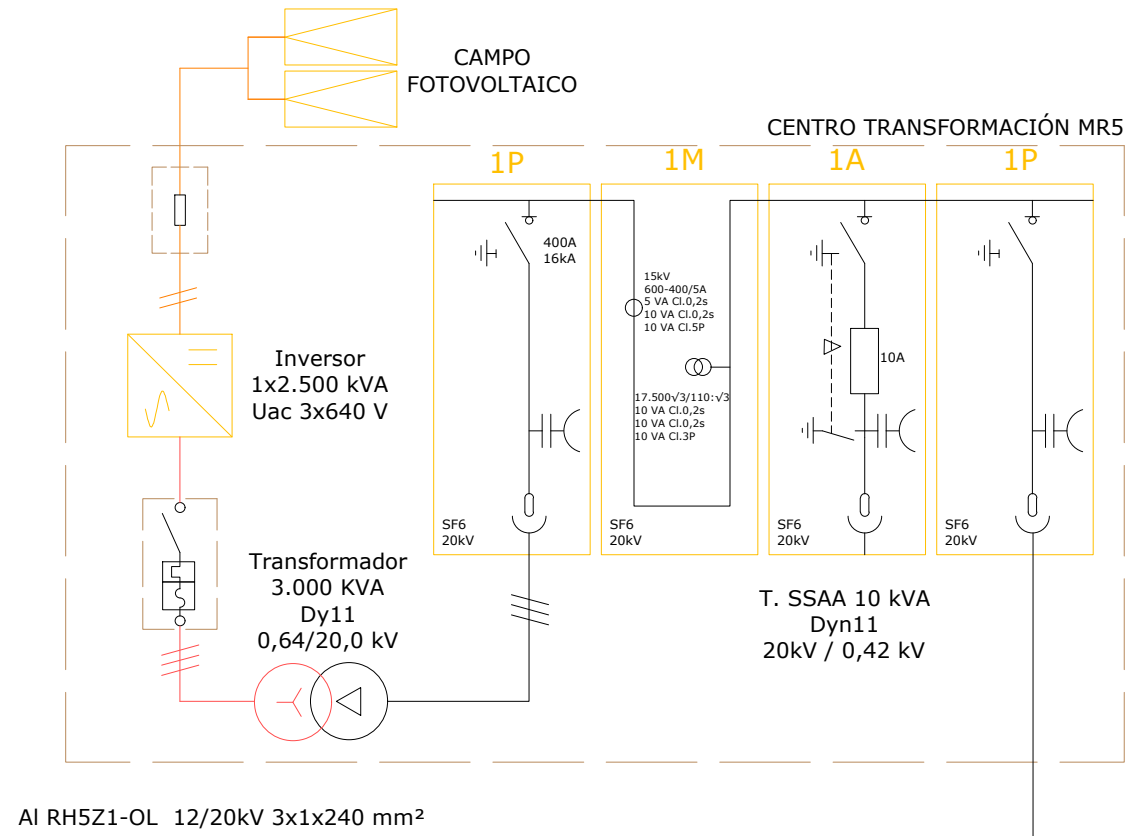 CAMPO
FOTOVOLTAICO
CENTRO TRANSFORMACIÓN MR5
1P
1M
1A
1P
400A
16kA
15kV
600-400/5A
5 VA Cl.0,2s
10 VA Cl.0,2s
10 VA Cl.5P
10A
Inversor
1x2.500 kVA
Uac 3x640 V
17.500√3/110:√3
10 VA Cl.0,2s
10 VA Cl.0,2s
10 VA Cl.3P
SF6
20kV
SF6
20kV
SF6
20kV
SF6
20kV
Transformador
3.000 KVA
Dy11
0,64/20,0 kV
T. SSAA 10 kVA
Dyn11
20kV / 0,42 kV
Al RH5Z1-OL 12/20kV 3x1x240 mm²